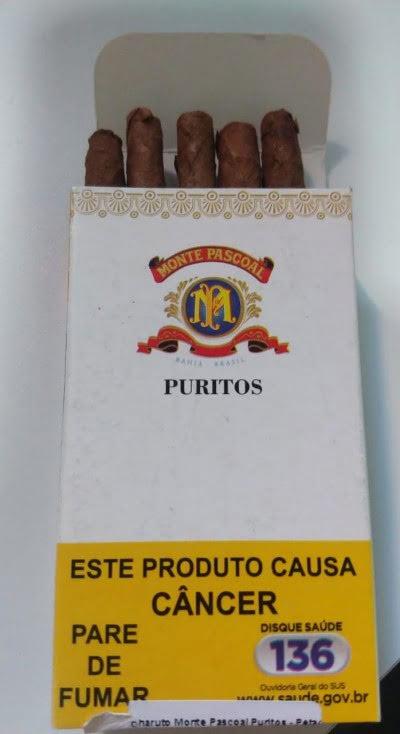 MONTE PASCOAL
BAHIA - BRASIL
PURITOS
ESTE PRODUTO CAUSA
CÂNCER
PARE
DE
FUMAR
DISQUE SAÚDE
136
Ouvidoria Geral do SUS
www.saude.gov.br
charuto Monte Pascoal Puritos - Petac